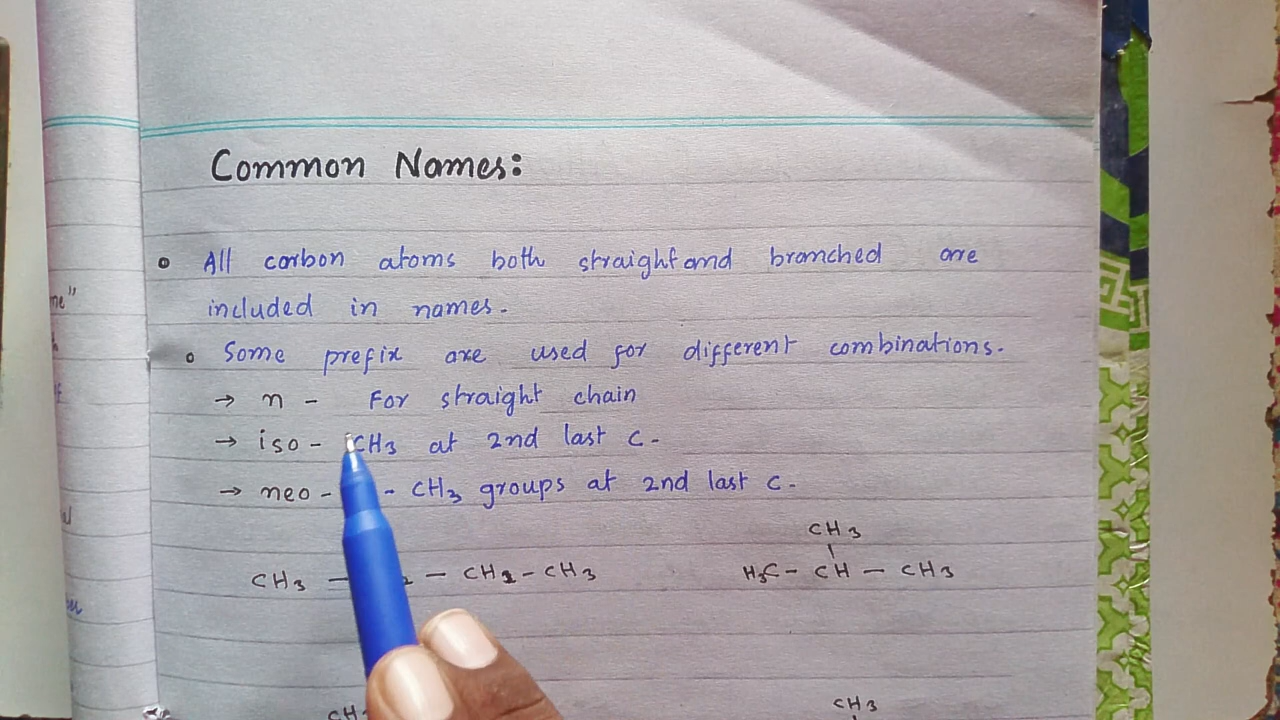 Common Names:
All carbon atoms both straight and branched are
included in names.
Some prefix are used for different combinations.
→ n - For straight chain
→ iso - CH3 at 2nd last C.
→ neo - - CH3 groups at 2nd last C.
CH3
CH3 — — CH2 - CH3 H3C - CH — CH3
CH3